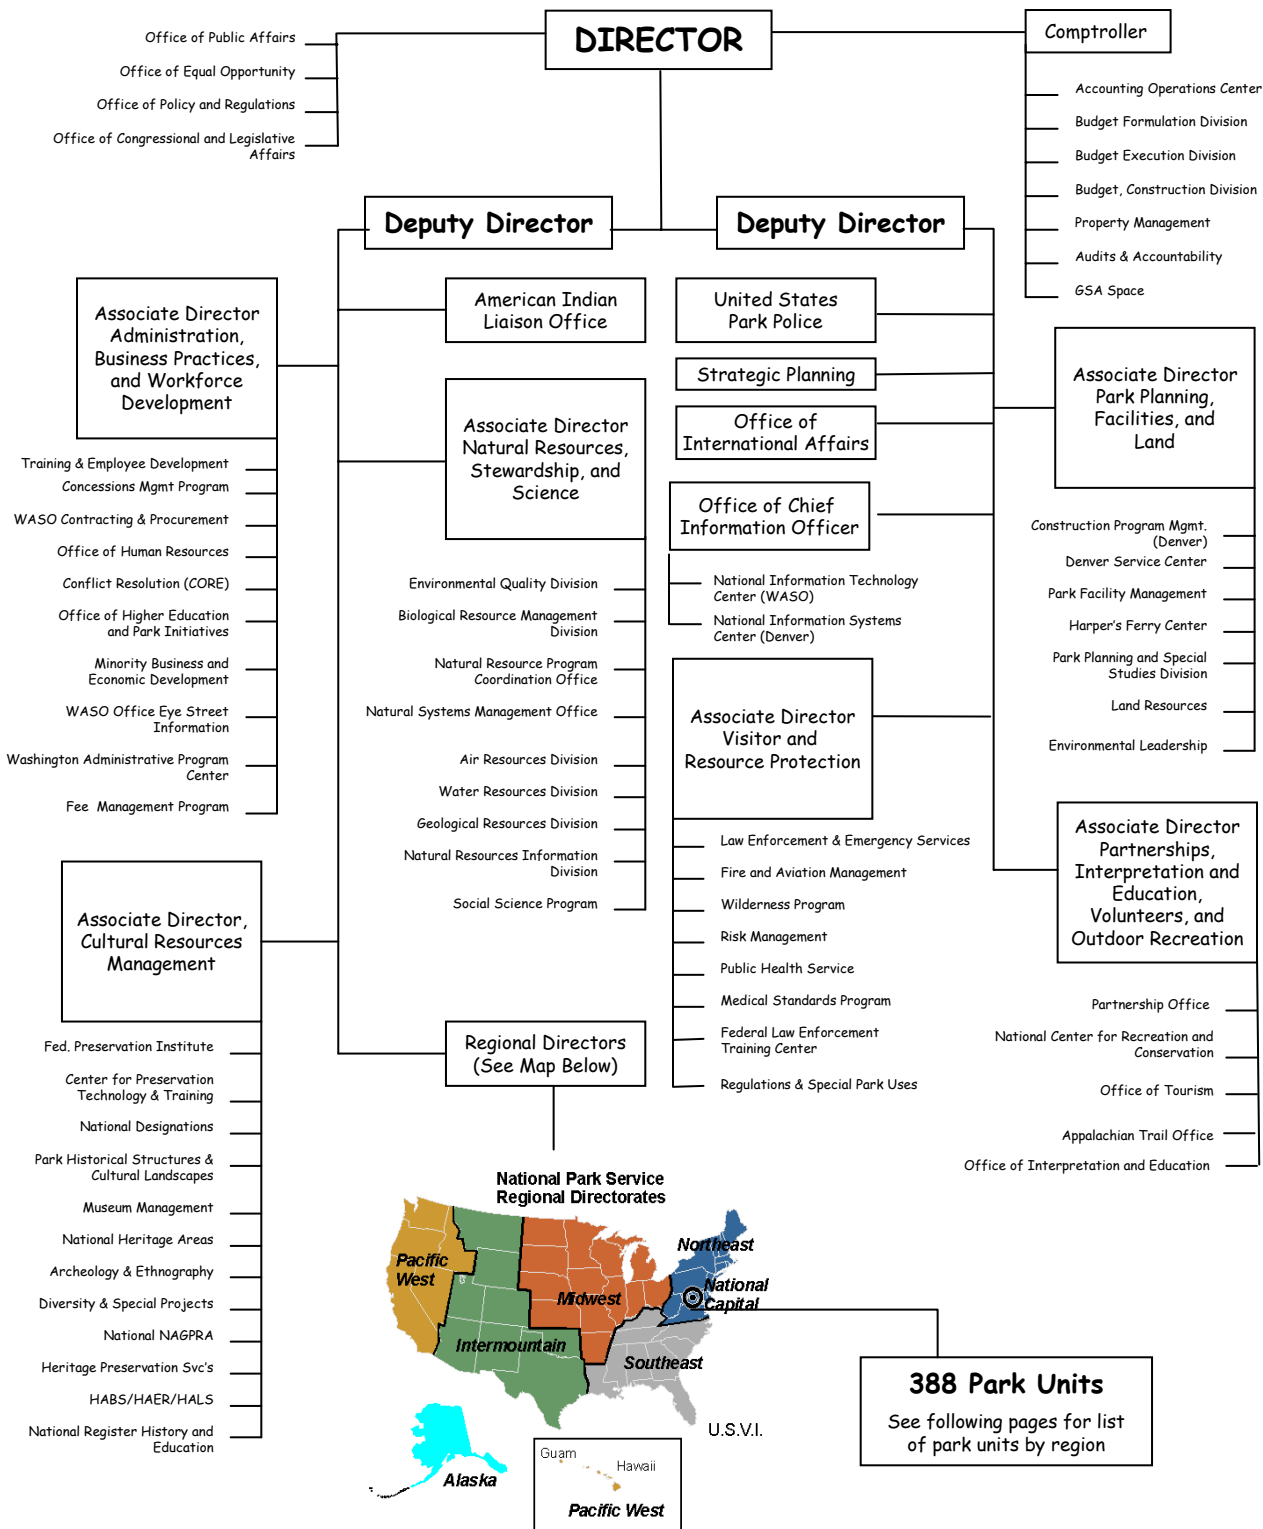 DIRECTOR
Office of Public Affairs
Office of Equal Opportunity
Office of Policy and Regulations
Office of Congressional and Legislative
Affairs
Comptroller
Accounting Operations Center
Budget Formulation Division
Budget Execution Division
Budget, Construction Division
Property Management
Audits & Accountability
GSA Space
Deputy Director
Deputy Director
Associate Director
Administration,
Business Practices,
and Workforce
Development
Training & Employee Development
Concessions Mgmt Program
WASO Contracting & Procurement
Office of Human Resources
Conflict Resolution (CORE)
Office of Higher Education
and Park Initiatives
Minority Business and
Economic Development
WASO Office Eye Street
Information
Washington Administrative Program
Center
Fee Management Program
Associate Director,
Cultural Resources
Management
Fed. Preservation Institute
Center for Preservation
Technology & Training
National Designations
Park Historical Structures &
Cultural Landscapes
Museum Management
National Heritage Areas
Archeology & Ethnography
Diversity & Special Projects
National NAGPRA
Heritage Preservation Svc's
HABS/HAER/HALS
National Register History and
Education
American Indian
Liaison Office
Associate Director
Natural Resources,
Stewardship, and
Science
Environmental Quality Division
Biological Resource Management
Division
Natural Resource Program
Coordination Office
Natural Systems Management Office
Air Resources Division
Water Resources Division
Geological Resources Division
Natural Resources Information
Division
Social Science Program
Regional Directors
(See Map Below)
United States
Park Police
Strategic Planning
Office of
International Affairs
Office of Chief
Information Officer
National Information Technology
Center (WASO)
National Information Systems
Center (Denver)
Associate Director
Visitor and
Resource Protection
Law Enforcement & Emergency Services
Fire and Aviation Management
Wilderness Program
Risk Management
Public Health Service
Medical Standards Program
Federal Law Enforcement
Training Center
Regulations & Special Park Uses
Associate Director
Park Planning,
Facilities, and
Land
Construction Program Mgmt.
(Denver)
Denver Service Center
Park Facility Management
Harper's Ferry Center
Park Planning and Special
Studies Division
Land Resources
Environmental Leadership
Associate Director
Partnerships,
Interpretation and
Education,
Volunteers, and
Outdoor Recreation
Partnership Office
National Center for Recreation and
Conservation
Office of Tourism
Appalachian Trail Office
Office of Interpretation and Education
National Park Service
Regional Directorates
Pacific
West
Intermountain
Midwest
Northeast
National
Capital
Southeast
U.S.V.I.
Alaska
Guam
Hawaii
Pacific West
388 Park Units
See following pages for list
of park units by region